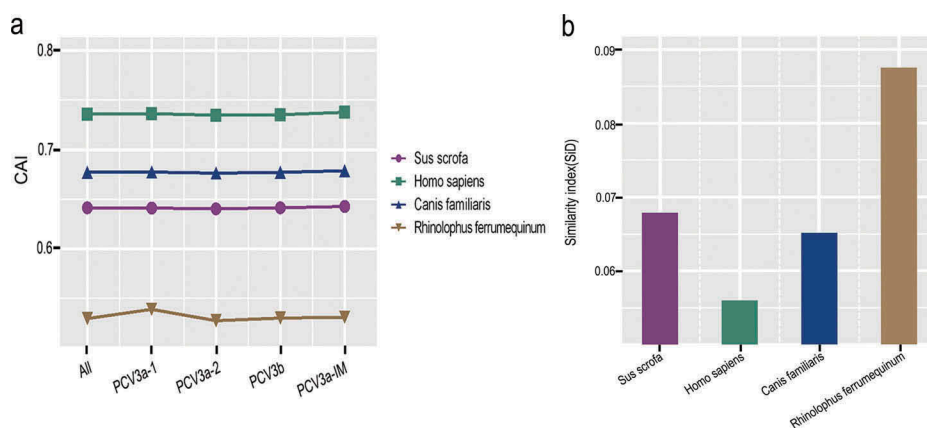 a
CAI
0.8
0.7
0.6
All
PCV3a-1
PCV3a-2
PCV3b
PCV3a-IM
Sus scrofa
Homo sapiens
Canis familiaris
Rhinolophus ferrumequinum
b
Similarity index(SiD)
0.09
0.08
0.07
0.06
Sus scrofa
Homo sapiens
Canis familiaris
Rhinolophus ferrumequinum